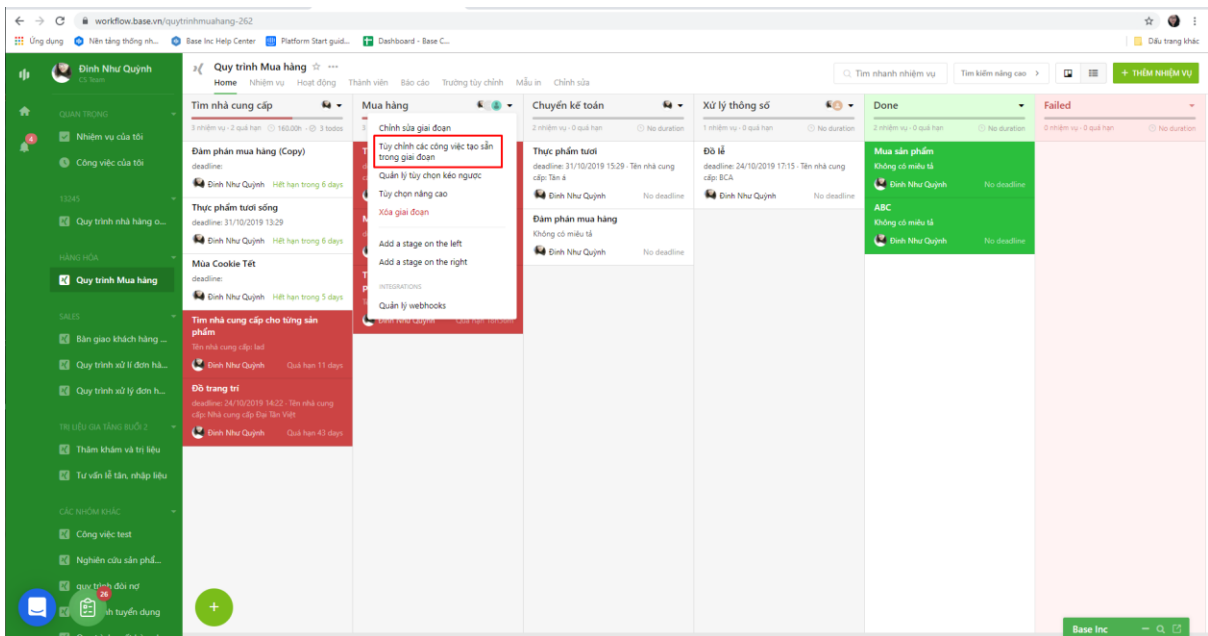 workflow.base.vn/quytrinhmuahang-262
Ứng dụng
Nền tảng thống nh...
Base Inc Help Center
Platform Start guid...
Dashboard - Base C...
Dấu trang khác
Đinh Như Quỳnh
CS Team
QUAN TRỌNG
4
Nhiệm vụ của tôi
Công việc của tôi
13245
Quy trình nhà hàng o...
HÀNG HÓA
Quy trình Mua hàng
SALES
Bàn giao khách hàng ...
Quy trình xử lí đơn hà...
Quy trình xử lý đơn h...
TRỊ LIỆU GIA TĂNG BUỔI 2
Thăm khám và trị liệu
Tư vấn lễ tân, nhập liệu
CÁC NHÓM KHÁC
Công việc test
Nghiên cứu sản phẩ...
quy trình đòi nợ
26
h tuyển dụng
Quy trình Mua hàng
Home Nhiệm vụ Hoạt động Thành viên Báo cáo Trường tùy chỉnh Mẫu in Chỉnh sửa
Tìm nhanh nhiệm vụ
Tìm kiếm nâng cao
+ THÊM NHIỆM VỤ
Tìm nhà cung cấp
3 nhiệm vụ - 2 quá hạn 160.00h - 3 todos
Đàm phán mua hàng (Copy)
deadline:
Đinh Như Quỳnh Hết hạn trong 6 days
Thực phẩm tươi sống
deadline: 31/10/2019 13:29
Đinh Như Quỳnh Hết hạn trong 6 days
Mùa Cookie Tết
deadline:
Đinh Như Quỳnh Hết hạn trong 5 days
Tìm nhà cung cấp cho từng sản
phẩm
Tên nhà cung cấp: lad
Đinh Như Quỳnh Quá hạn 11 days
Đồ trang trí
deadline: 24/10/2019 14:22 - Tên nhà cung
cấp: Nhà cung cấp Đại Tân Việt
Đinh Như Quỳnh Quá hạn 43 days
Mua hàng
Chỉnh sửa giai đoạn
Tùy chỉnh các công việc tạo sẵn
trong giai đoạn
Quản lý tùy chọn kéo ngược
Tùy chọn nâng cao
Xóa giai đoạn
Add a stage on the left
Add a stage on the right
INTEGRATIONS
Quản lý webhooks
Chuyển kế toán
2 nhiệm vụ - 0 quá hạn No duration
Thực phẩm tươi
deadline: 31/10/2019 15:29 - Tên nhà cung
cấp: Tân á
Đinh Như Quỳnh No deadline
Đàm phán mua hàng
Không có miêu tả
Đinh Như Quỳnh No deadline
Xử lý thông số
1 nhiệm vụ - 0 quá hạn No duration
Đồ lễ
deadline: 24/10/2019 17:15 - Tên nhà cung
cấp: BCA
Đinh Như Quỳnh No deadline
Done
2 nhiệm vụ - 0 quá hạn No duration
Mua sản phẩm
Không có miêu tả
Đinh Như Quỳnh No deadline
ABC
Không có miêu tả
Đinh Như Quỳnh No deadline
Failed
0 nhiệm vụ - 0 quá hạn No duration
Base Inc